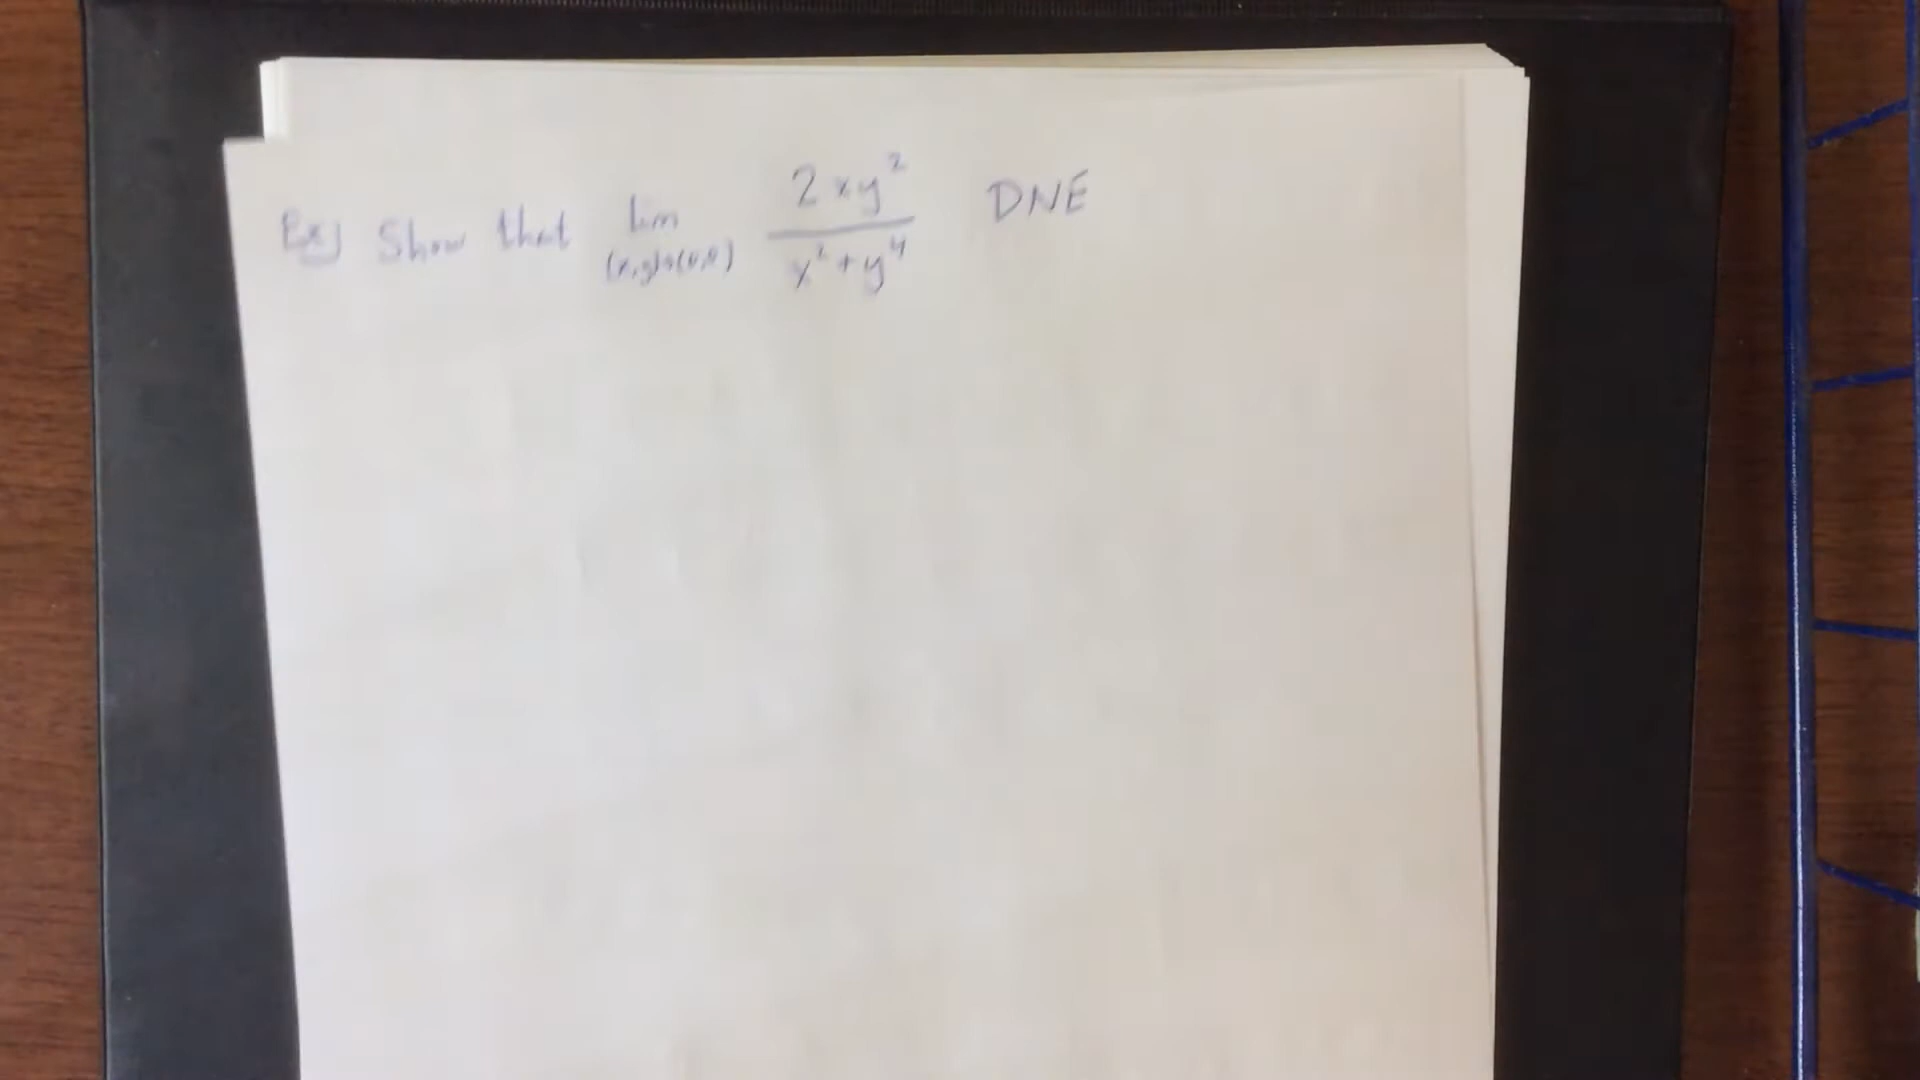 Ex) Show that lim (x,y)→(0,0) 2xy² / x²+y⁴ DNE